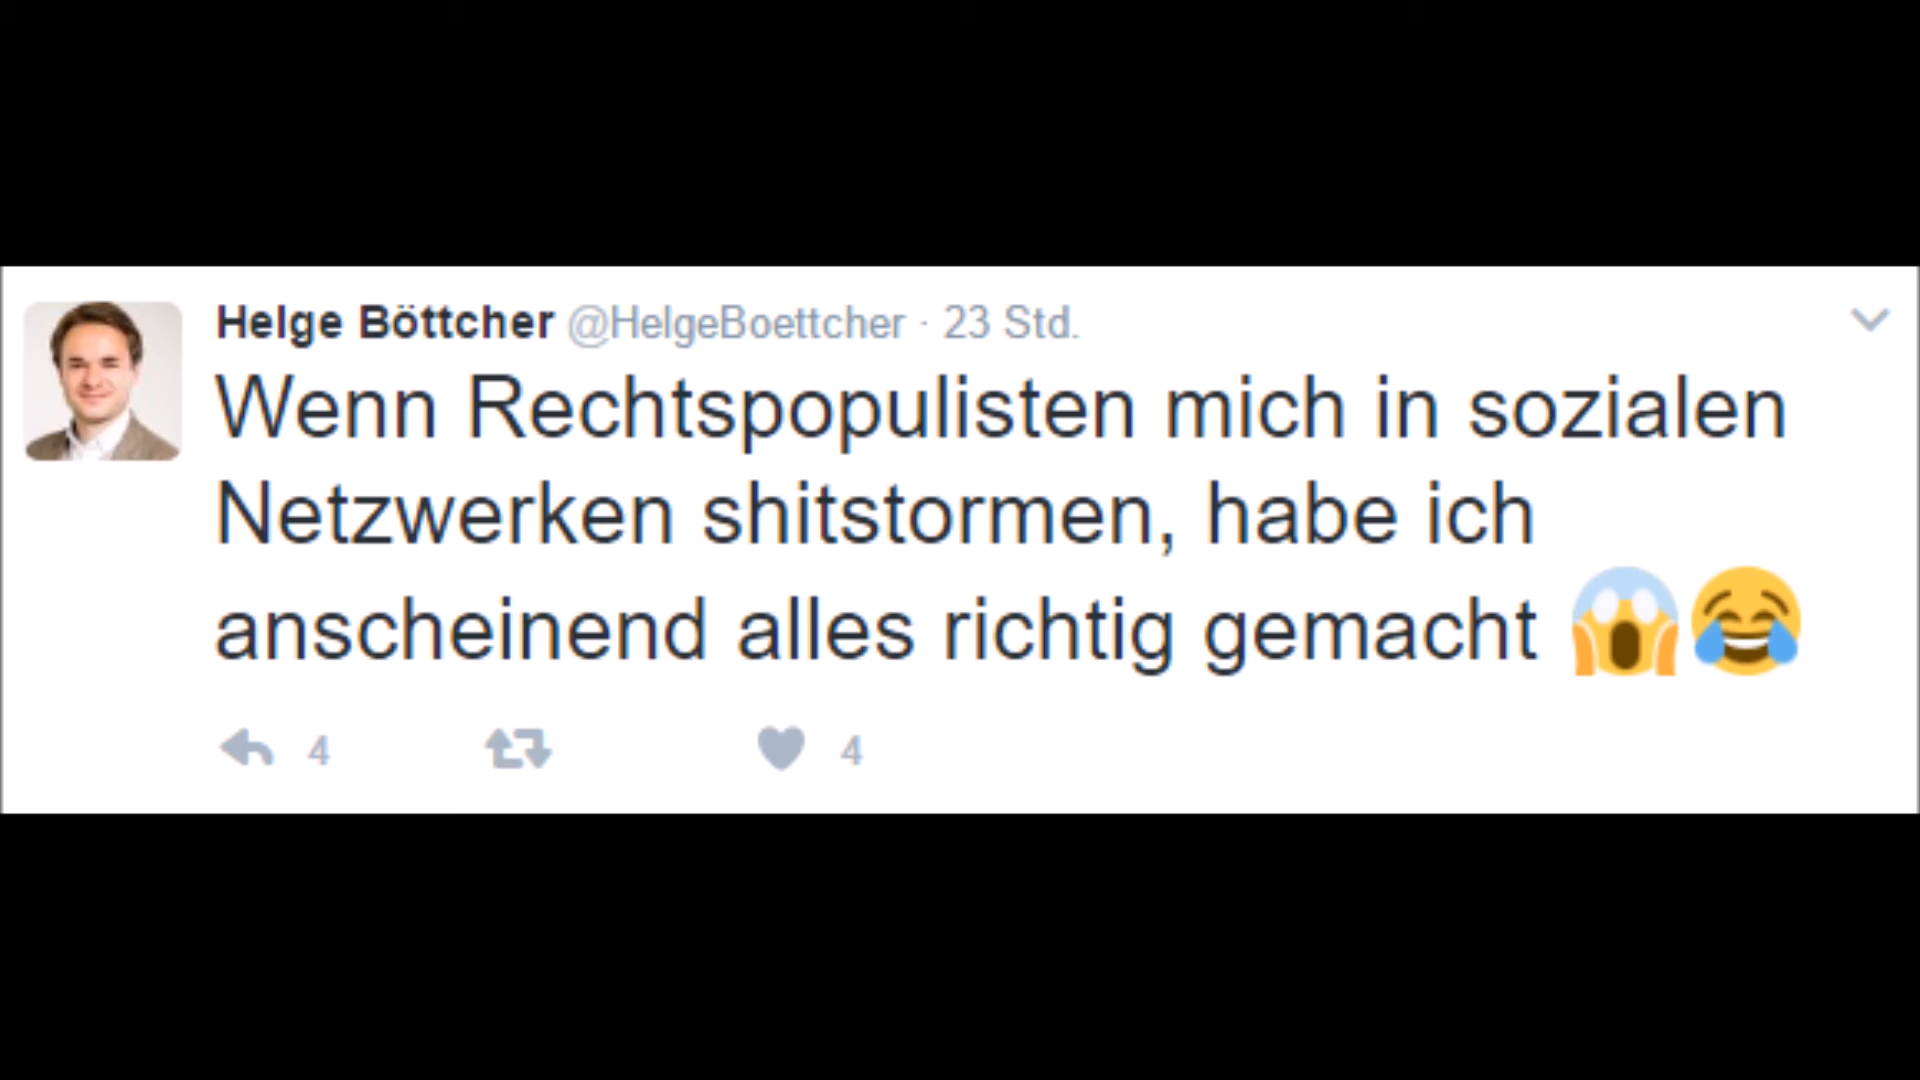 Helge Böttcher @HelgeBoettcher · 23 Std.
Wenn Rechtspopulisten mich in sozialen
Netzwerken shitstormen, habe ich
anscheinend alles richtig gemacht 😱😂
4 4